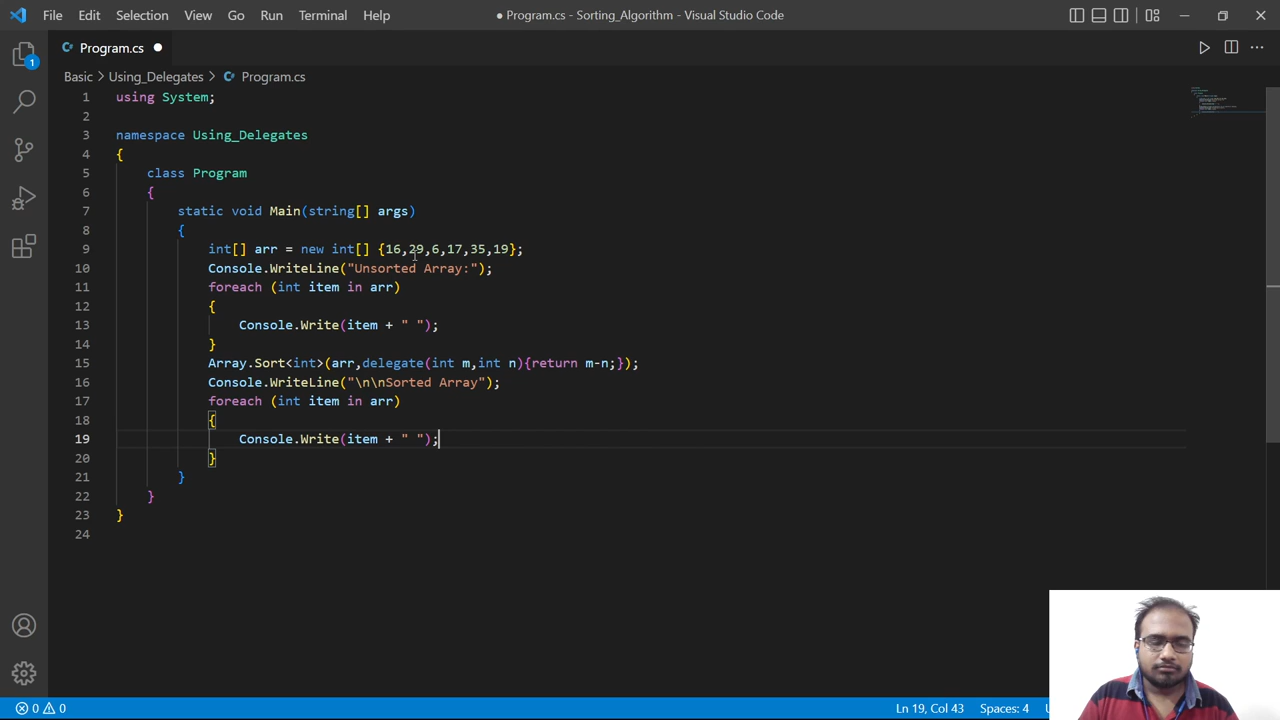 File Edit Selection View Go Run Terminal Help ● Program.cs - Sorting_Algorithm - Visual Studio Code
Program.cs ●
1
Basic > Using_Delegates > Program.cs
1 using System;
2
3 namespace Using_Delegates
4 {
5 class Program
6 {
7 static void Main(string[] args)
8 {
9 int[] arr = new int[] {16,29,6,17,35,19};
10 Console.WriteLine("Unsorted Array:");
11 foreach (int item in arr)
12 {
13 Console.Write(item + " ");
14 }
15 Array.Sort<int>(arr,delegate(int m,int n){return m-n;});
16 Console.WriteLine("\n\nSorted Array");
17 foreach (int item in arr)
18 {
19 Console.Write(item + " ");
20 }
21 }
22 }
23 }
24
0 0 Ln 19, Col 43 Spaces: 4